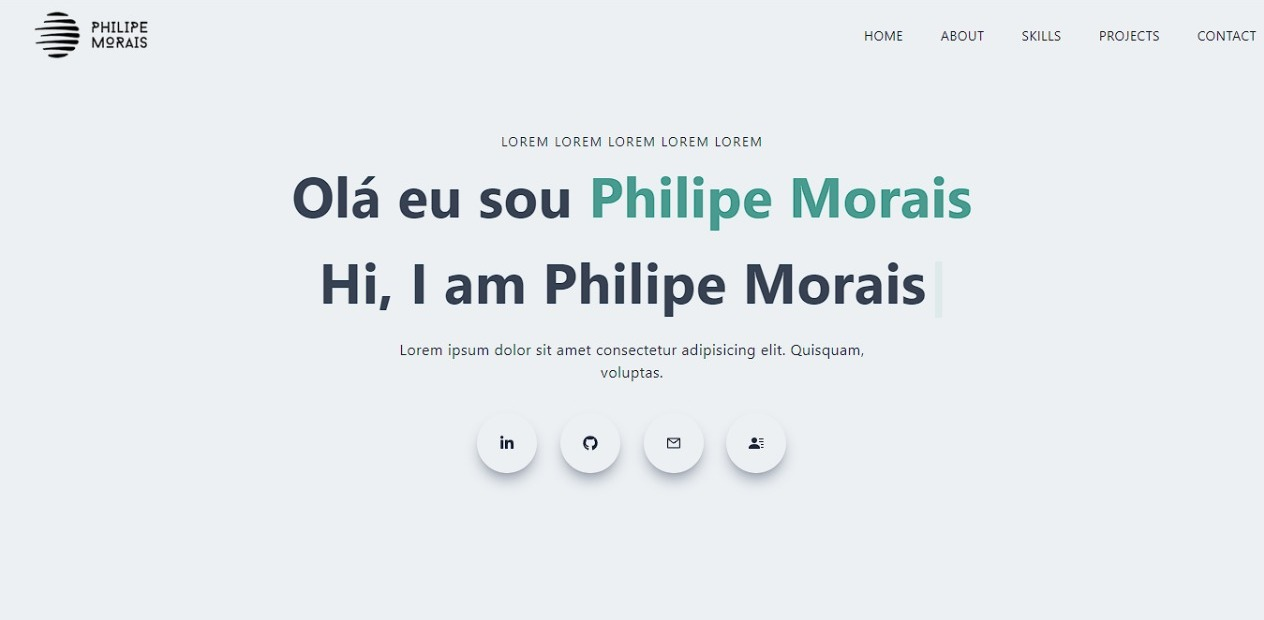 PHILIPE
MORAIS
HOME ABOUT SKILLS PROJECTS CONTACT
LOREM LOREM LOREM LOREM LOREM
Olá eu sou Philipe Morais
Hi, I am Philipe Morais
Lorem ipsum dolor sit amet consectetur adipisicing elit. Quisquam,
voluptas.
in